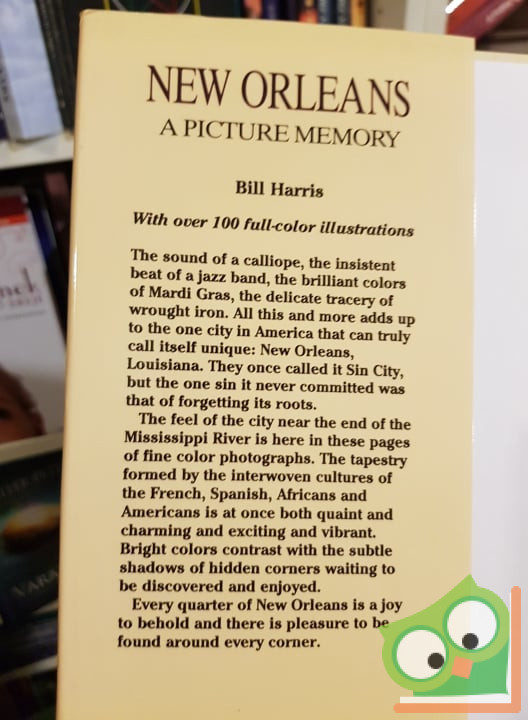 NEW ORLEANS
A PICTURE MEMORY
Bill Harris
With over 100 full-color illustrations
The sound of a calliope, the insistent
beat of a jazz band, the brilliant colors
of Mardi Gras, the delicate tracery of
wrought iron. All this and more adds up
to the one city in America that can truly
call itself unique: New Orleans,
Louisiana. They once called it Sin City,
but the one sin it never committed was
that of forgetting its roots.
The feel of the city near the end of the
Mississippi River is here in these pages
of fine color photographs. The tapestry
formed by the interwoven cultures of
the French, Spanish, Africans and
Americans is at once both quaint and
charming and exciting and vibrant.
Bright colors contrast with the subtle
shadows of hidden corners waiting to
be discovered and enjoyed.
Every quarter of New Orleans is a joy
to behold and there is pleasure to be
found around every corner.